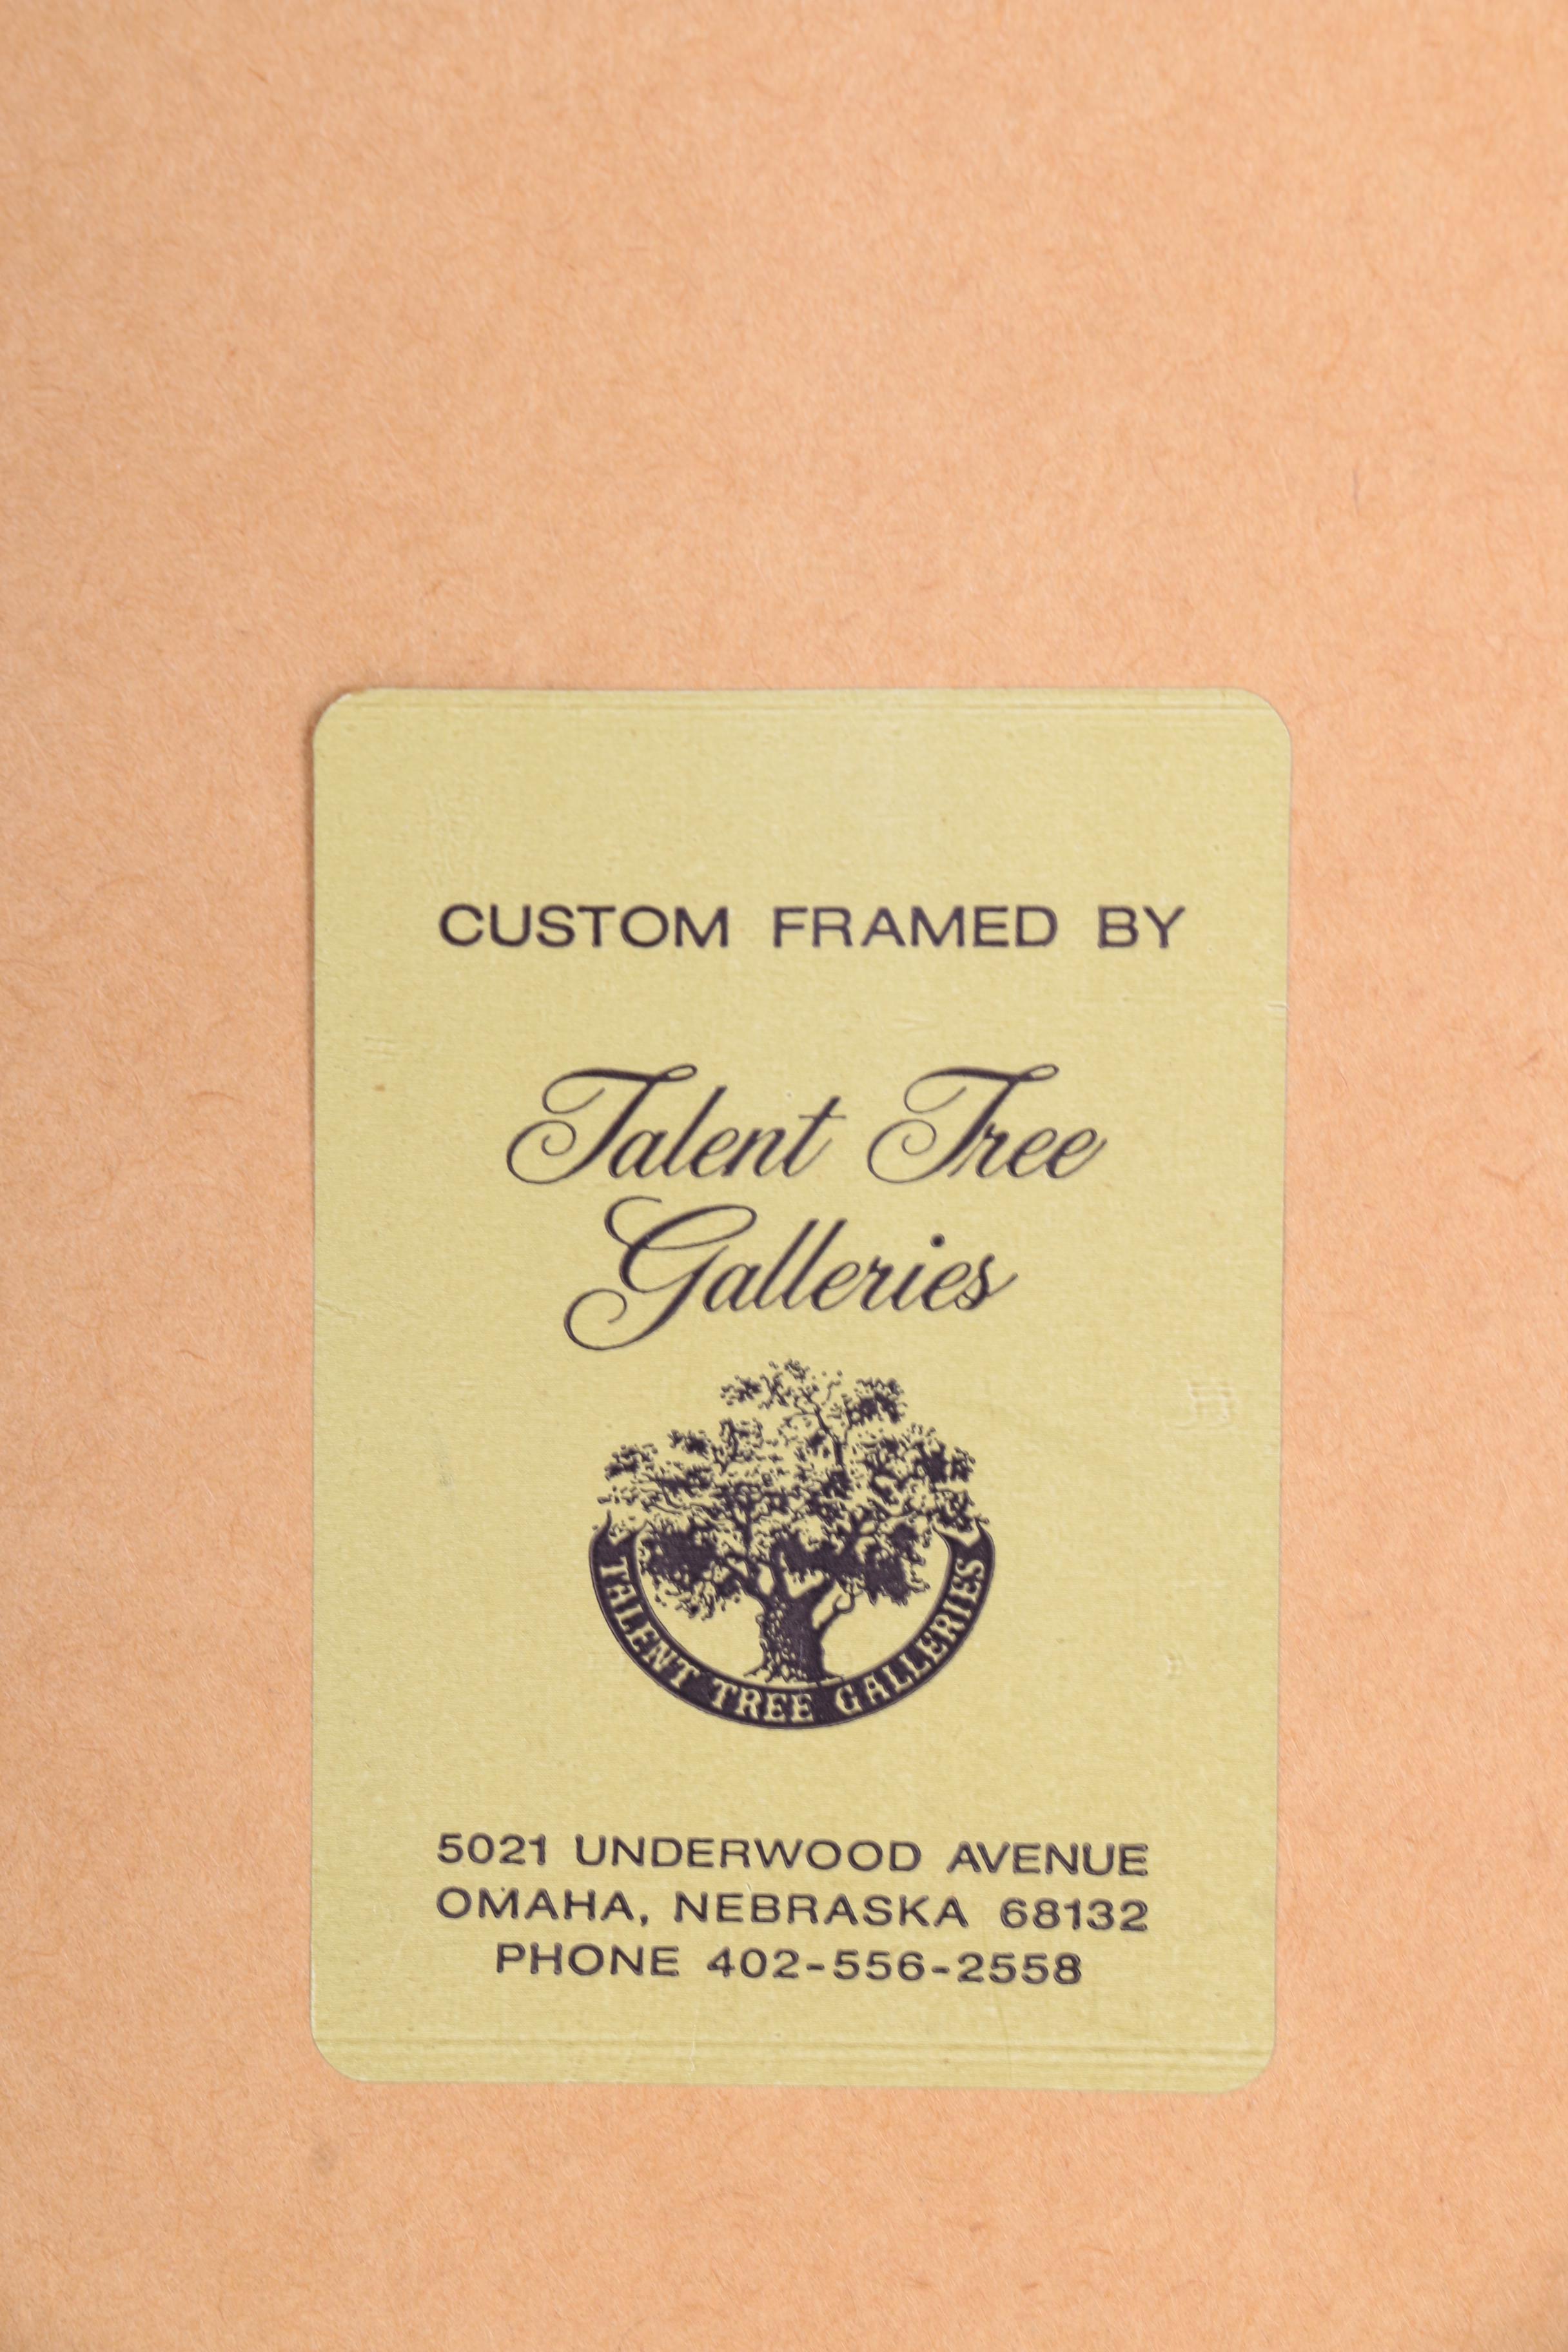 CUSTOM FRAMED BY
Talent Tree
Galleries
TALENT TREE GALLERIES
5021 UNDERWOOD AVENUE
OMAHA, NEBRASKA 68132
PHONE 402-556-2558